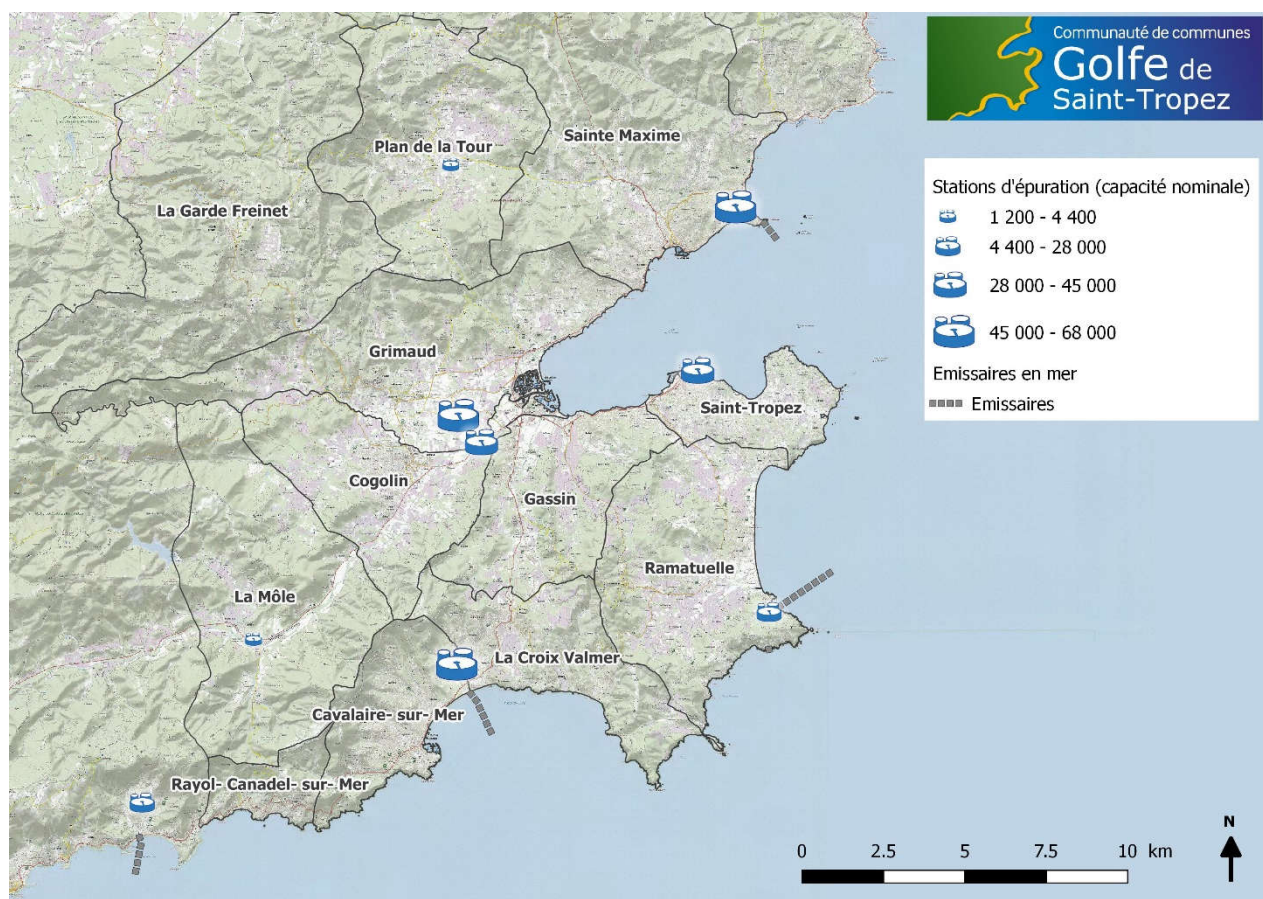 Communauté de communes
Golfe de
Saint-Tropez
Stations d'épuration (capacité nominale)
1 200 - 4 400
4 400 - 28 000
28 000 - 45 000
45 000 - 68 000
Emissaires en mer
Emissaires
Sainte Maxime
Plan de la Tour
La Garde Freinet
Grimaud
Saint-Tropez
Cogolin
Gassin
Ramatuelle
La Môle
La Croix Valmer
Cavalaire- sur- Mer
Rayol- Canadel- sur- Mer
N
0 2.5 5 7.5 10 km